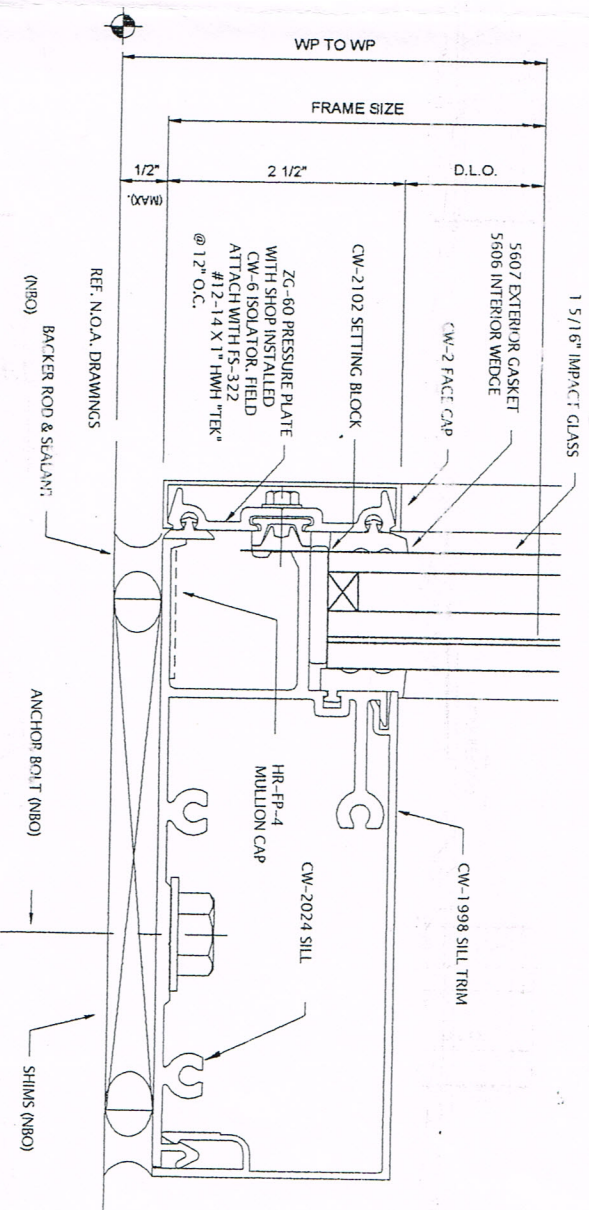 WP TO WP
FRAME SIZE
1/2"
(MAX).
2 1/2"
D.L.O.
1 5/16" IMPACT GLASS
5607 EXTERIOR GASKET
5606 INTERIOR WEDGE
CW-2 FACE CAP
CW-2102 SETTING BLOCK
ZG-60 PRESSURE PLATE
WITH SHOP INSTALLED
CW-6 ISOLATOR. FIELD
ATTACH WITH FS-322
#12-14 X 1" HWH "TEK"
@ 12" O.C.
REF. N.O.A. DRAWINGS
BACKER ROD & SEALANT
(NBO)
HR-FP-4
MULLION CAP
CW-1998 SILL TRIM
CW-2024 SILL
ANCHOR BOLT (NBO)
SHIMS (NBO)